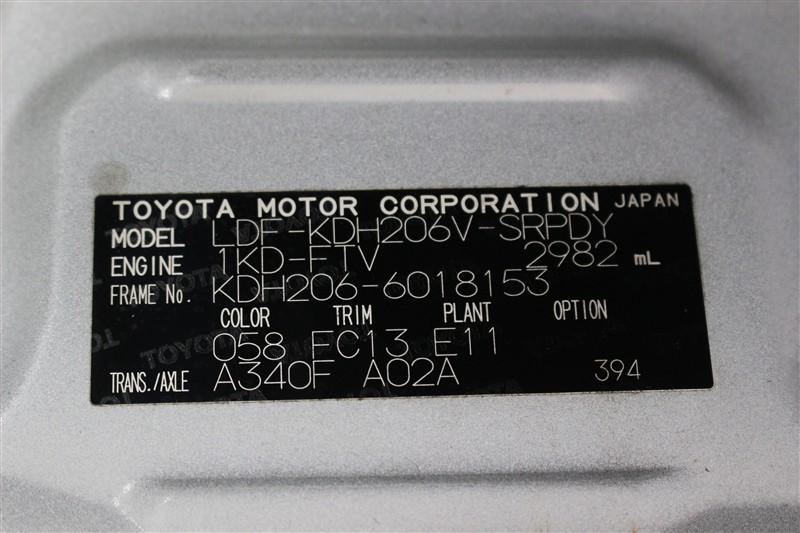 TOYOTA MOTOR CORPORATION JAPAN
MODEL LDF-KDH206V-SRPDY
ENGINE 1KD-FTV 2982 mL
FRAME No. KDH206-6018153
COLOR TRIM PLANT OPTION
058 FC13 E11
TRANS./AXLE A340F A02A 394